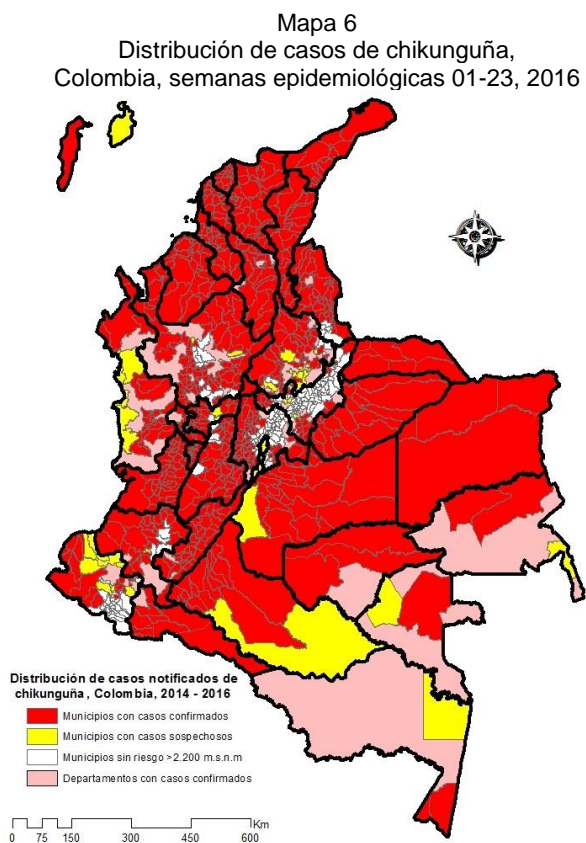 Mapa 6
Distribución de casos de chikunguña,
Colombia, semanas epidemiológicas 01-23, 2016
Distribución de casos notificados de
chikunguña , Colombia, 2014 - 2016
Municipios con casos confirmados
Municipios con casos sospechosos
Municipios sin riesgo >2.200 m.s.n.m
Departamentos con casos confirmados
Km
0 75 150 300 450 600